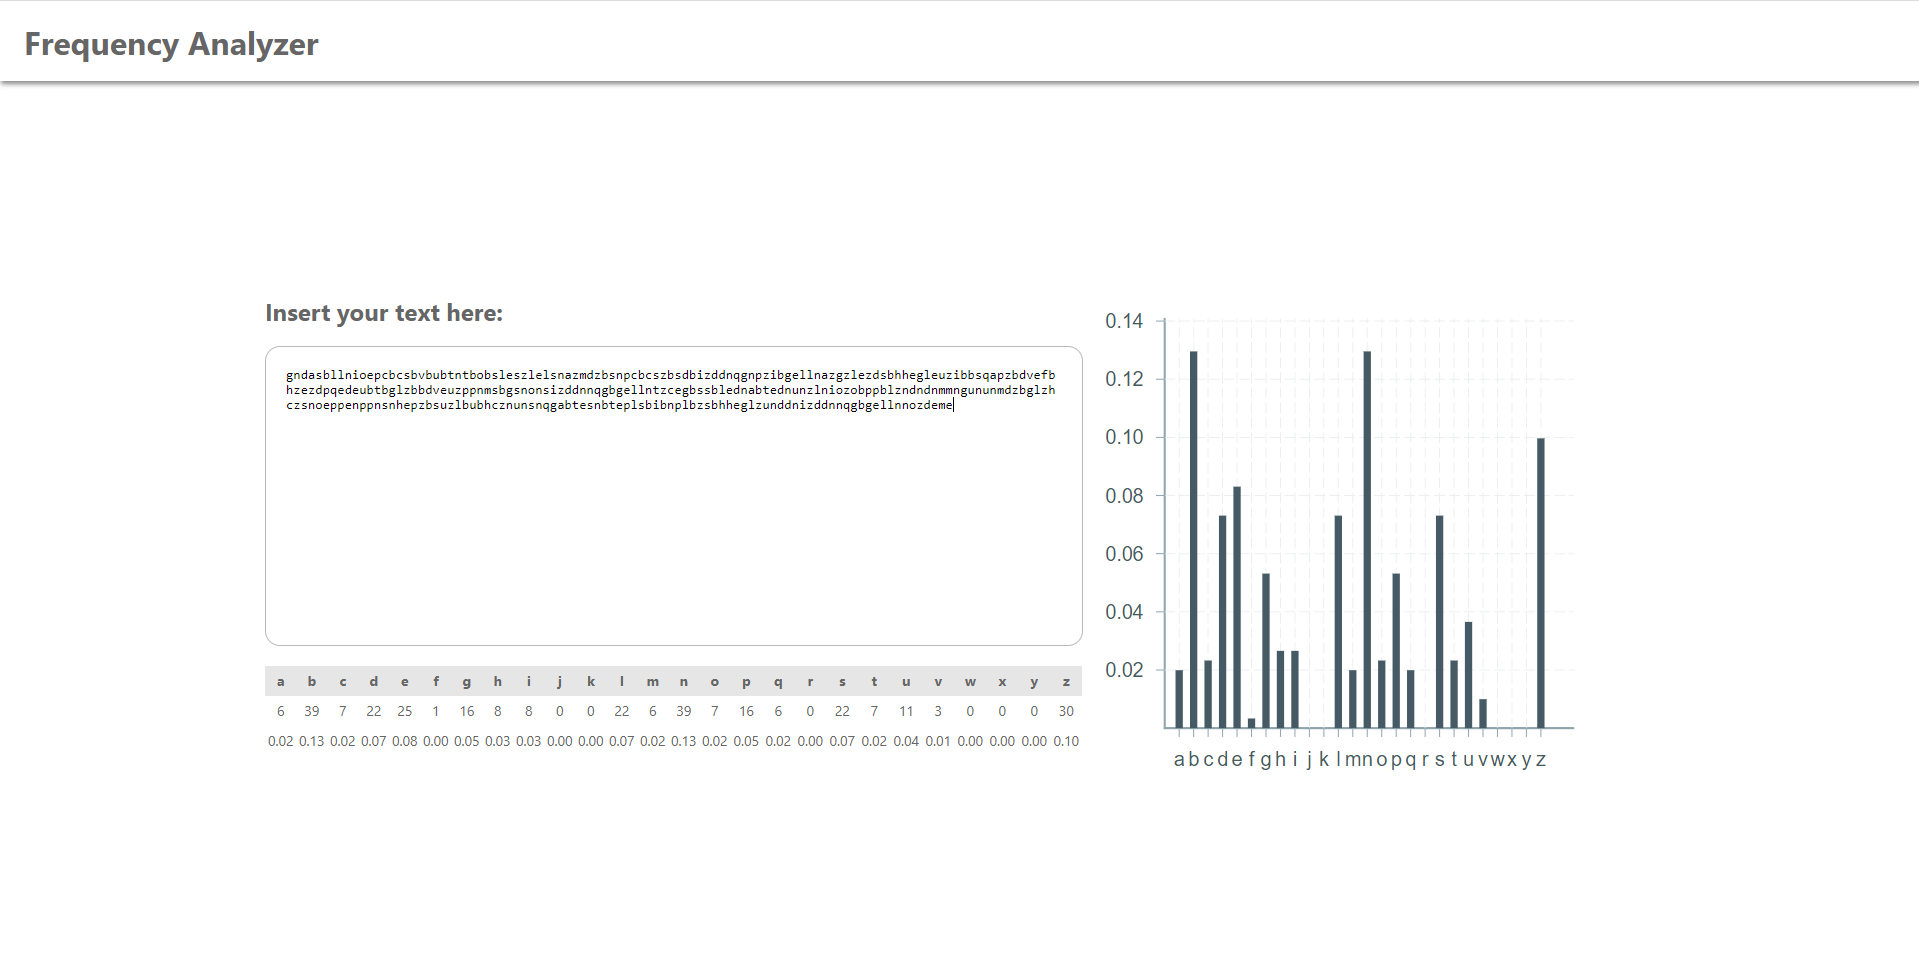 Frequency Analyzer
Insert your text here:
gndasbllnioepcbcsbvbubtntbobsleszlelsnazmdzbsnpcbcszbsdbizddnqgnpzibgellnazgzlezdsbhhegleuzibbsqapzbdvefb
hzezdpqedeubtbglzbbdveuzppnmsbgsnonsizddnnqgbgellntzcegbssblednabtednunzlniozobppblzndndnmmngununmdzbglzh
czsnoeppenppnsnhepzbsuzlbubhcznunsnqgabtesnbteplsbibnplbzsbhheglzunddnizddnnqgbgellnnozdeme
a b c d e f g h i j k l m n o p q r s t u v w x y z
6 39 7 22 25 1 16 8 8 0 0 22 6 39 7 16 6 0 22 7 11 3 0 0 0 30
0.02 0.13 0.02 0.07 0.08 0.00 0.05 0.03 0.03 0.00 0.00 0.07 0.02 0.13 0.02 0.05 0.02 0.00 0.07 0.02 0.04 0.01 0.00 0.00 0.00 0.10
0.14
0.12
0.10
0.08
0.06
0.04
0.02
a b c d e f g h i j k l m n o p q r s t u v w x y z